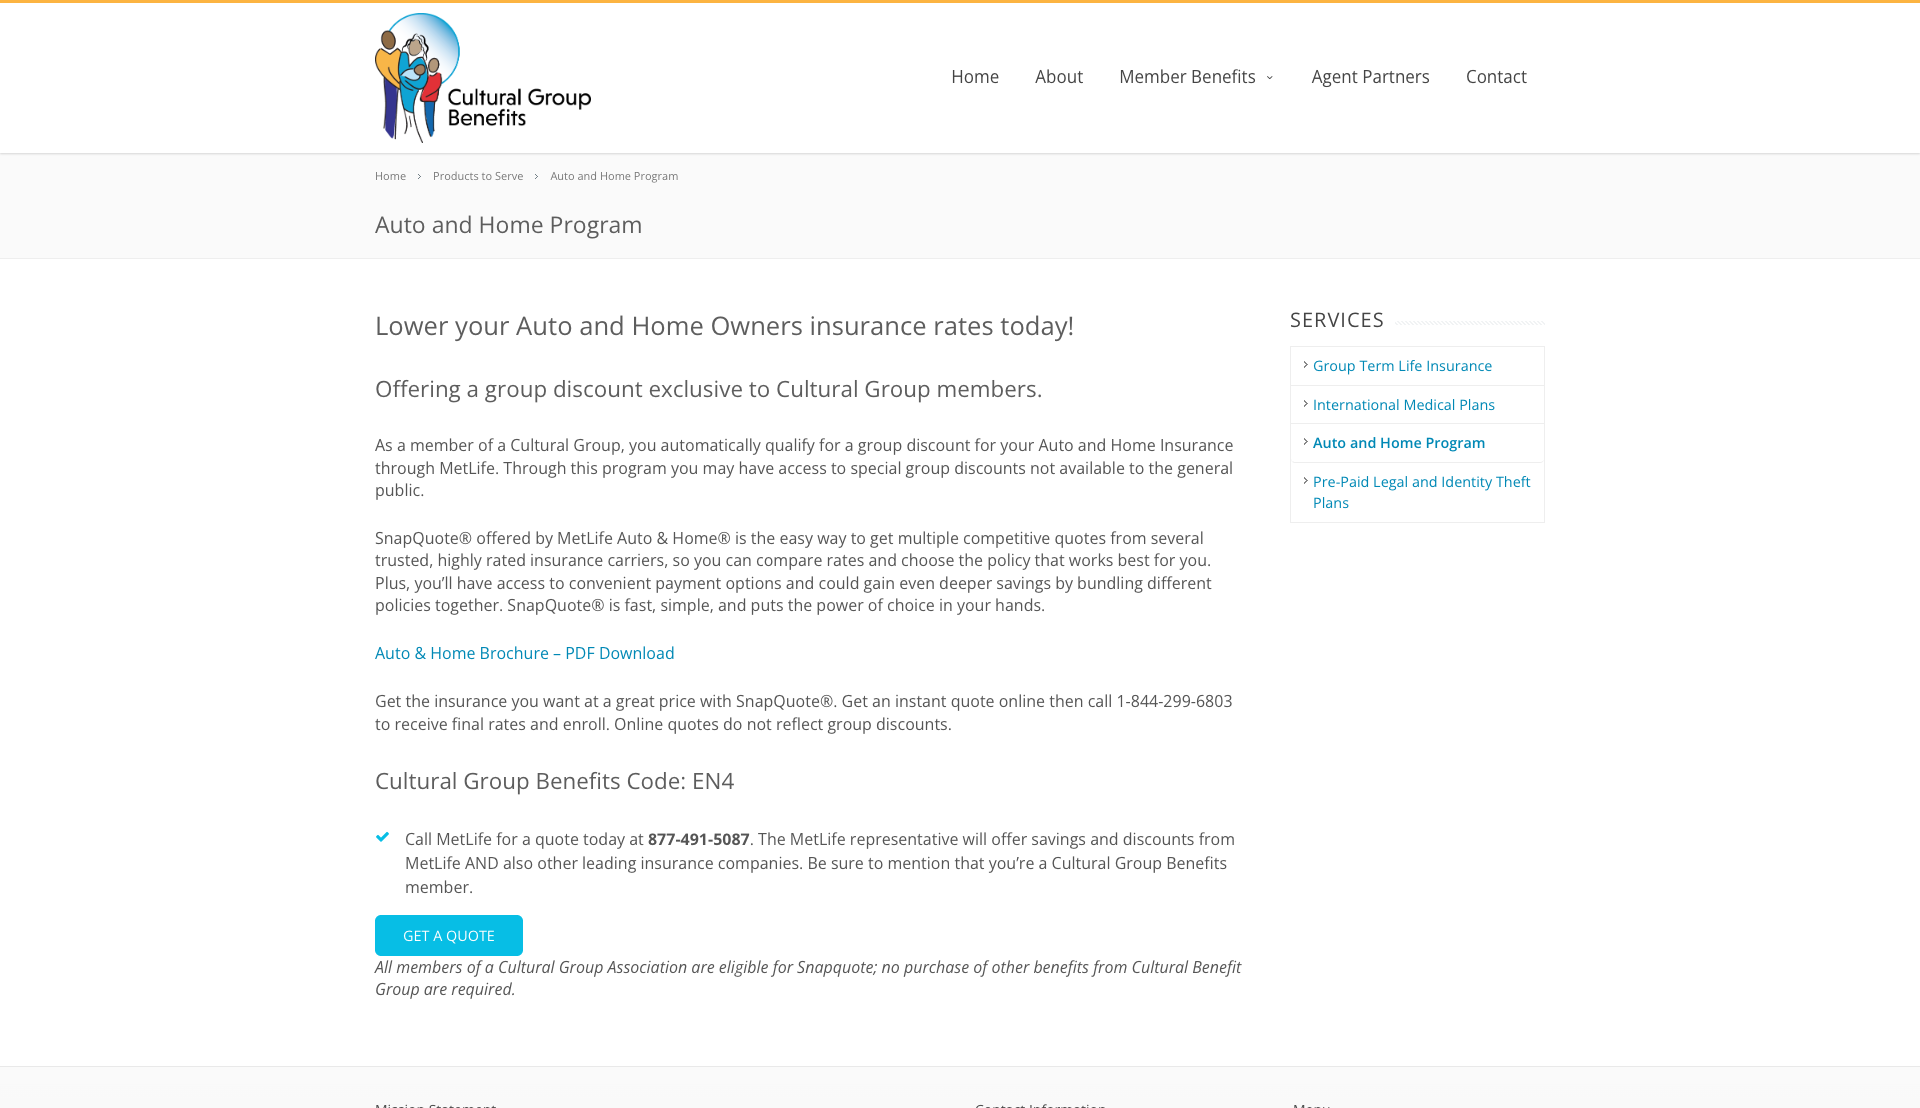 Cultural Group
Benefits
Home
About
Member Benefits
Agent Partners
Contact
Home > Products to Serve > Auto and Home Program
Auto and Home Program
Lower your Auto and Home Owners insurance rates today!
Offering a group discount exclusive to Cultural Group members.
As a member of a Cultural Group, you automatically qualify for a group discount for your Auto and Home Insurance
through MetLife. Through this program you may have access to special group discounts not available to the general
public.
SnapQuote® offered by MetLife Auto & Home® is the easy way to get multiple competitive quotes from several
trusted, highly rated insurance carriers, so you can compare rates and choose the policy that works best for you.
Plus, you’ll have access to convenient payment options and could gain even deeper savings by bundling different
policies together. SnapQuote® is fast, simple, and puts the power of choice in your hands.
Auto & Home Brochure – PDF Download
Get the insurance you want at a great price with SnapQuote®. Get an instant quote online then call 1-844-299-6803
to receive final rates and enroll. Online quotes do not reflect group discounts.
Cultural Group Benefits Code: EN4
Call MetLife for a quote today at 877-491-5087. The MetLife representative will offer savings and discounts from
MetLife AND also other leading insurance companies. Be sure to mention that you’re a Cultural Group Benefits
member.
GET A QUOTE
All members of a Cultural Group Association are eligible for Snapquote; no purchase of other benefits from Cultural Benefit
Group are required.
SERVICES
Group Term Life Insurance
International Medical Plans
Auto and Home Program
Pre-Paid Legal and Identity Theft
Plans
Mission Statement
Contact Information
Menu